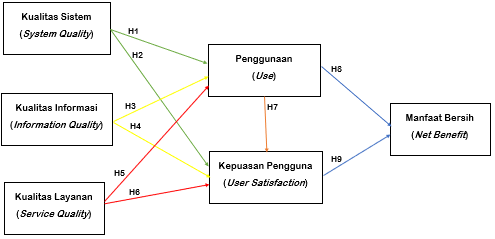 Kualitas Sistem
(System Quality)
H1
H2
Penggunaan
(Use)
H8
Kualitas Informasi
(Information Quality)
H3
H4
H7
Manfaat Bersih
(Net Benefit)
H5
Kepuasan Pengguna
(User Satisfaction)
H9
Kualitas Layanan
(Service Quality)
H6